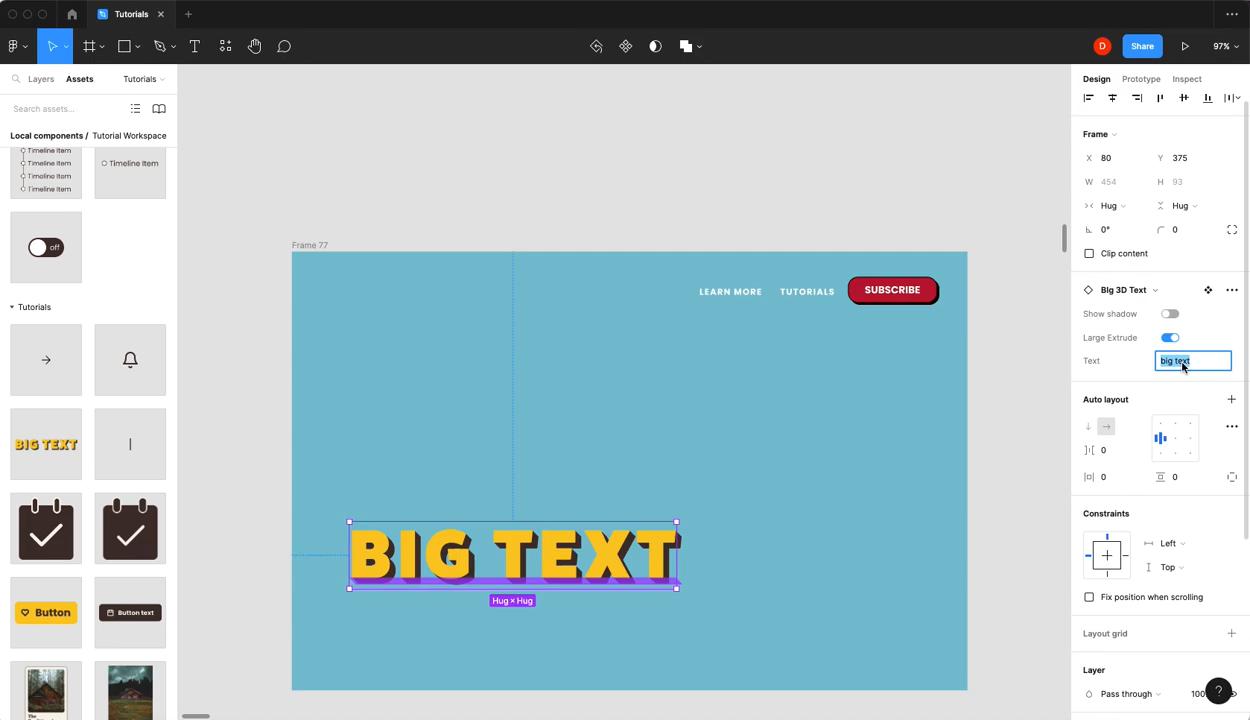 Tutorials
D
Share
97%
Layers
Assets
Tutorials
Design
Prototype
Inspect
Search assets...
Local components / Tutorial Workspace
Frame
Timeline Item
Timeline Item
Timeline Item
Timeline Item
Timeline Item
X 80
Y 375
W 454
H 93
Hug
Hug
0°
0
off
Clip content
Frame 77
LEARN MORE
TUTORIALS
SUBSCRIBE
BIg 3D Text
Show shadow
Large Extrude
Text
big text
Tutorials
Auto layout
0
0
0
BIG TEXT
BIG TEXT
Hug × Hug
Constraints
Left
Top
Fix position when scrolling
Button
Button text
Layout grid
Layer
Pass through
?
The